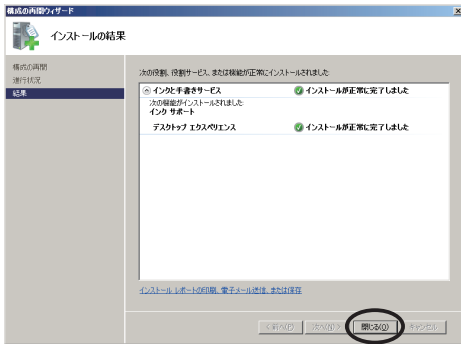 構成の再開ウィザード
インストールの結果
構成の再開
進行状況
結果
次の役割、役割サービス、または機能が正常にインストールされました:
インクと手書きサービス
インストールが正常に完了しました
次の機能がインストールされました:
インク サポート
デスクトップ エクスペリエンス
インストールが正常に完了しました
インストール レポートの印刷、電子メール送信、または保存
< 前へ(P)
次へ(N) >
閉じる(O)
キャンセル